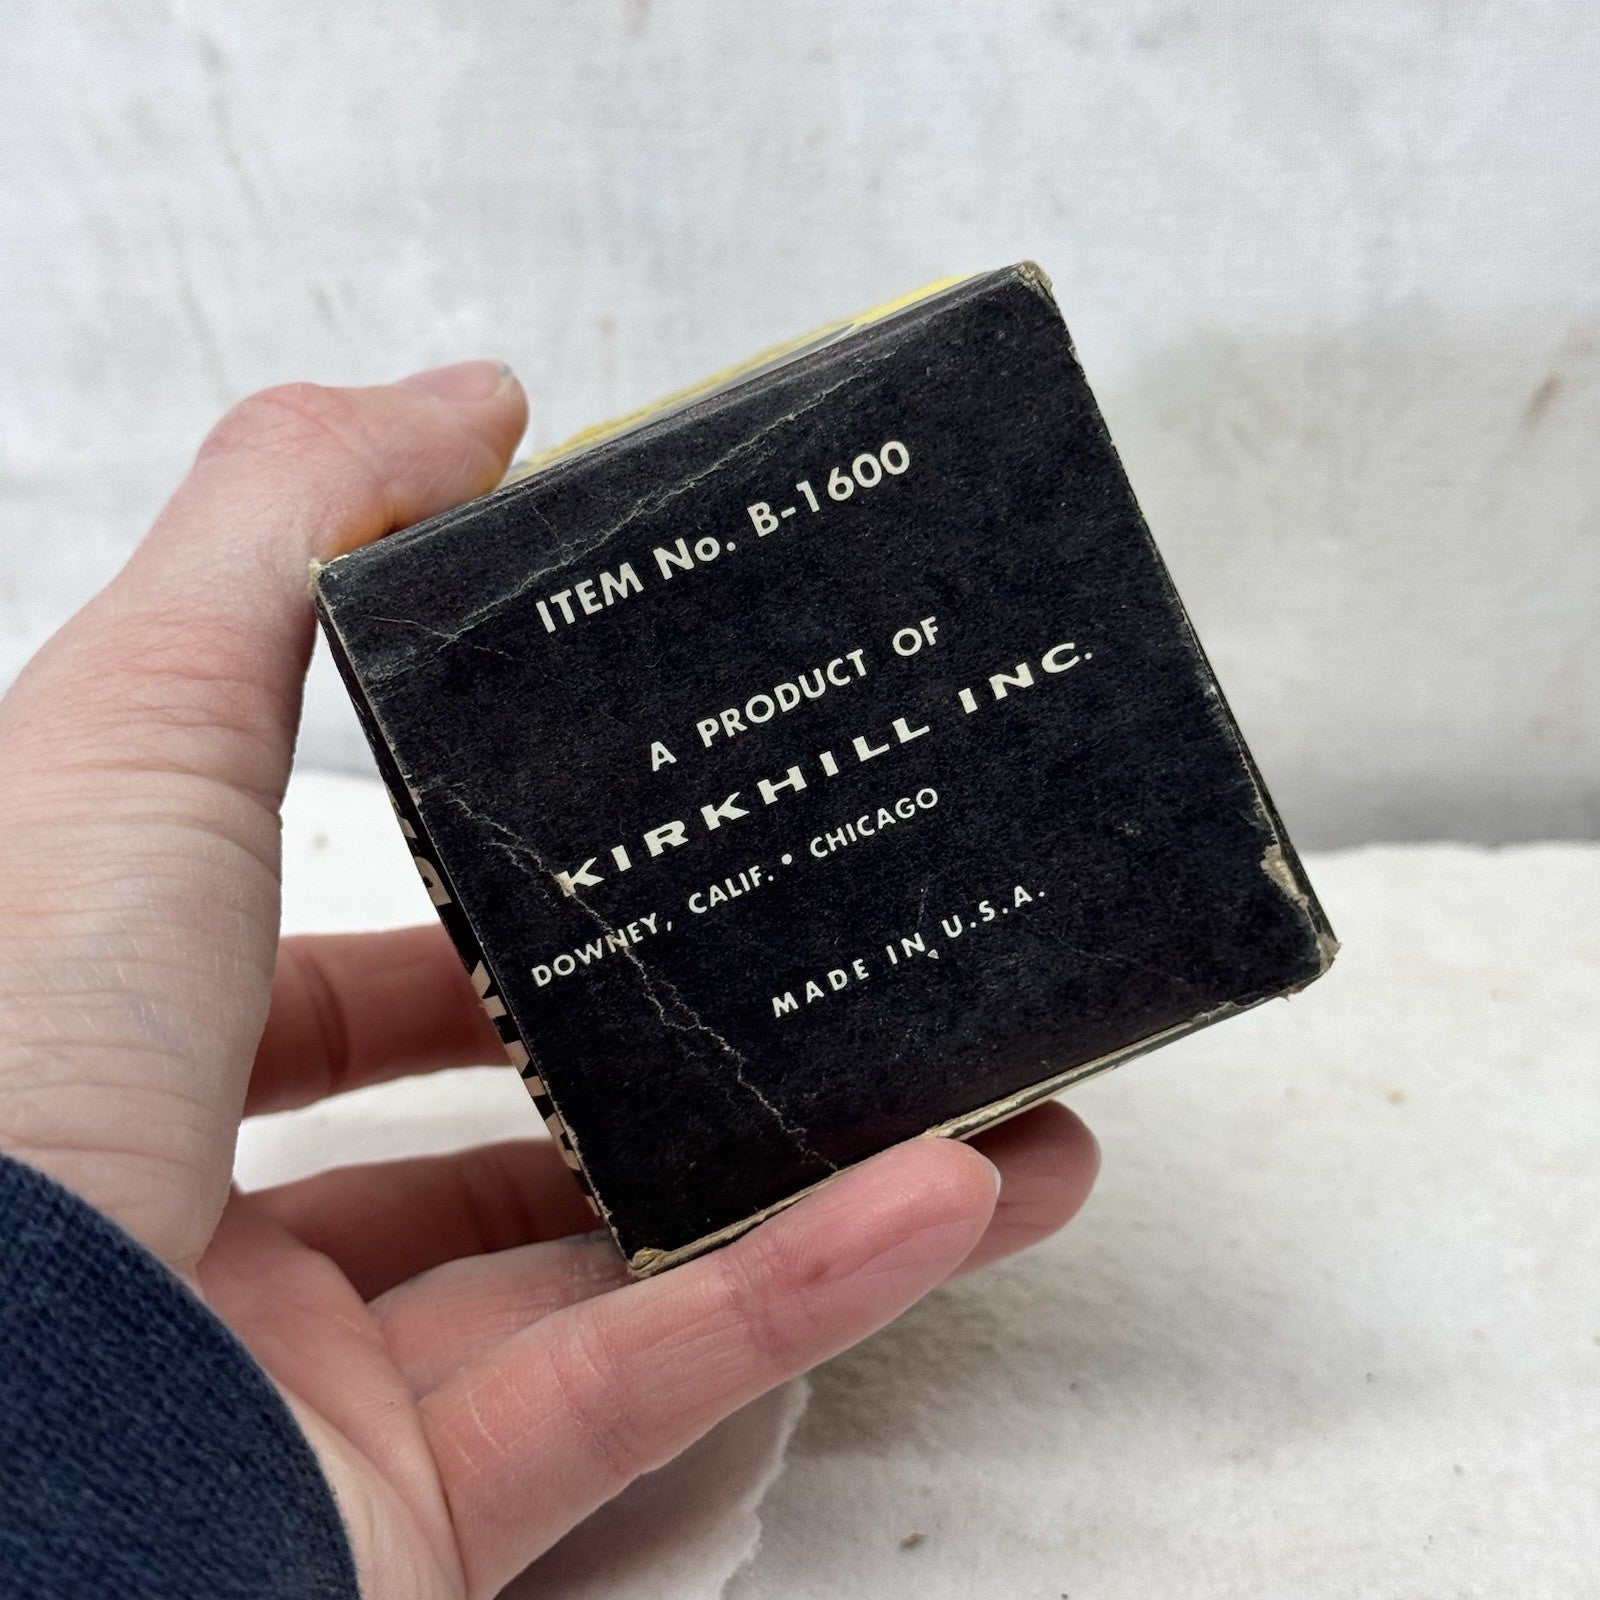 ITEM No. B-1600
A PRODUCT OF
KIRKHILL INC.
DOWNEY, CALIF. • CHICAGO
MADE IN U.S.A.